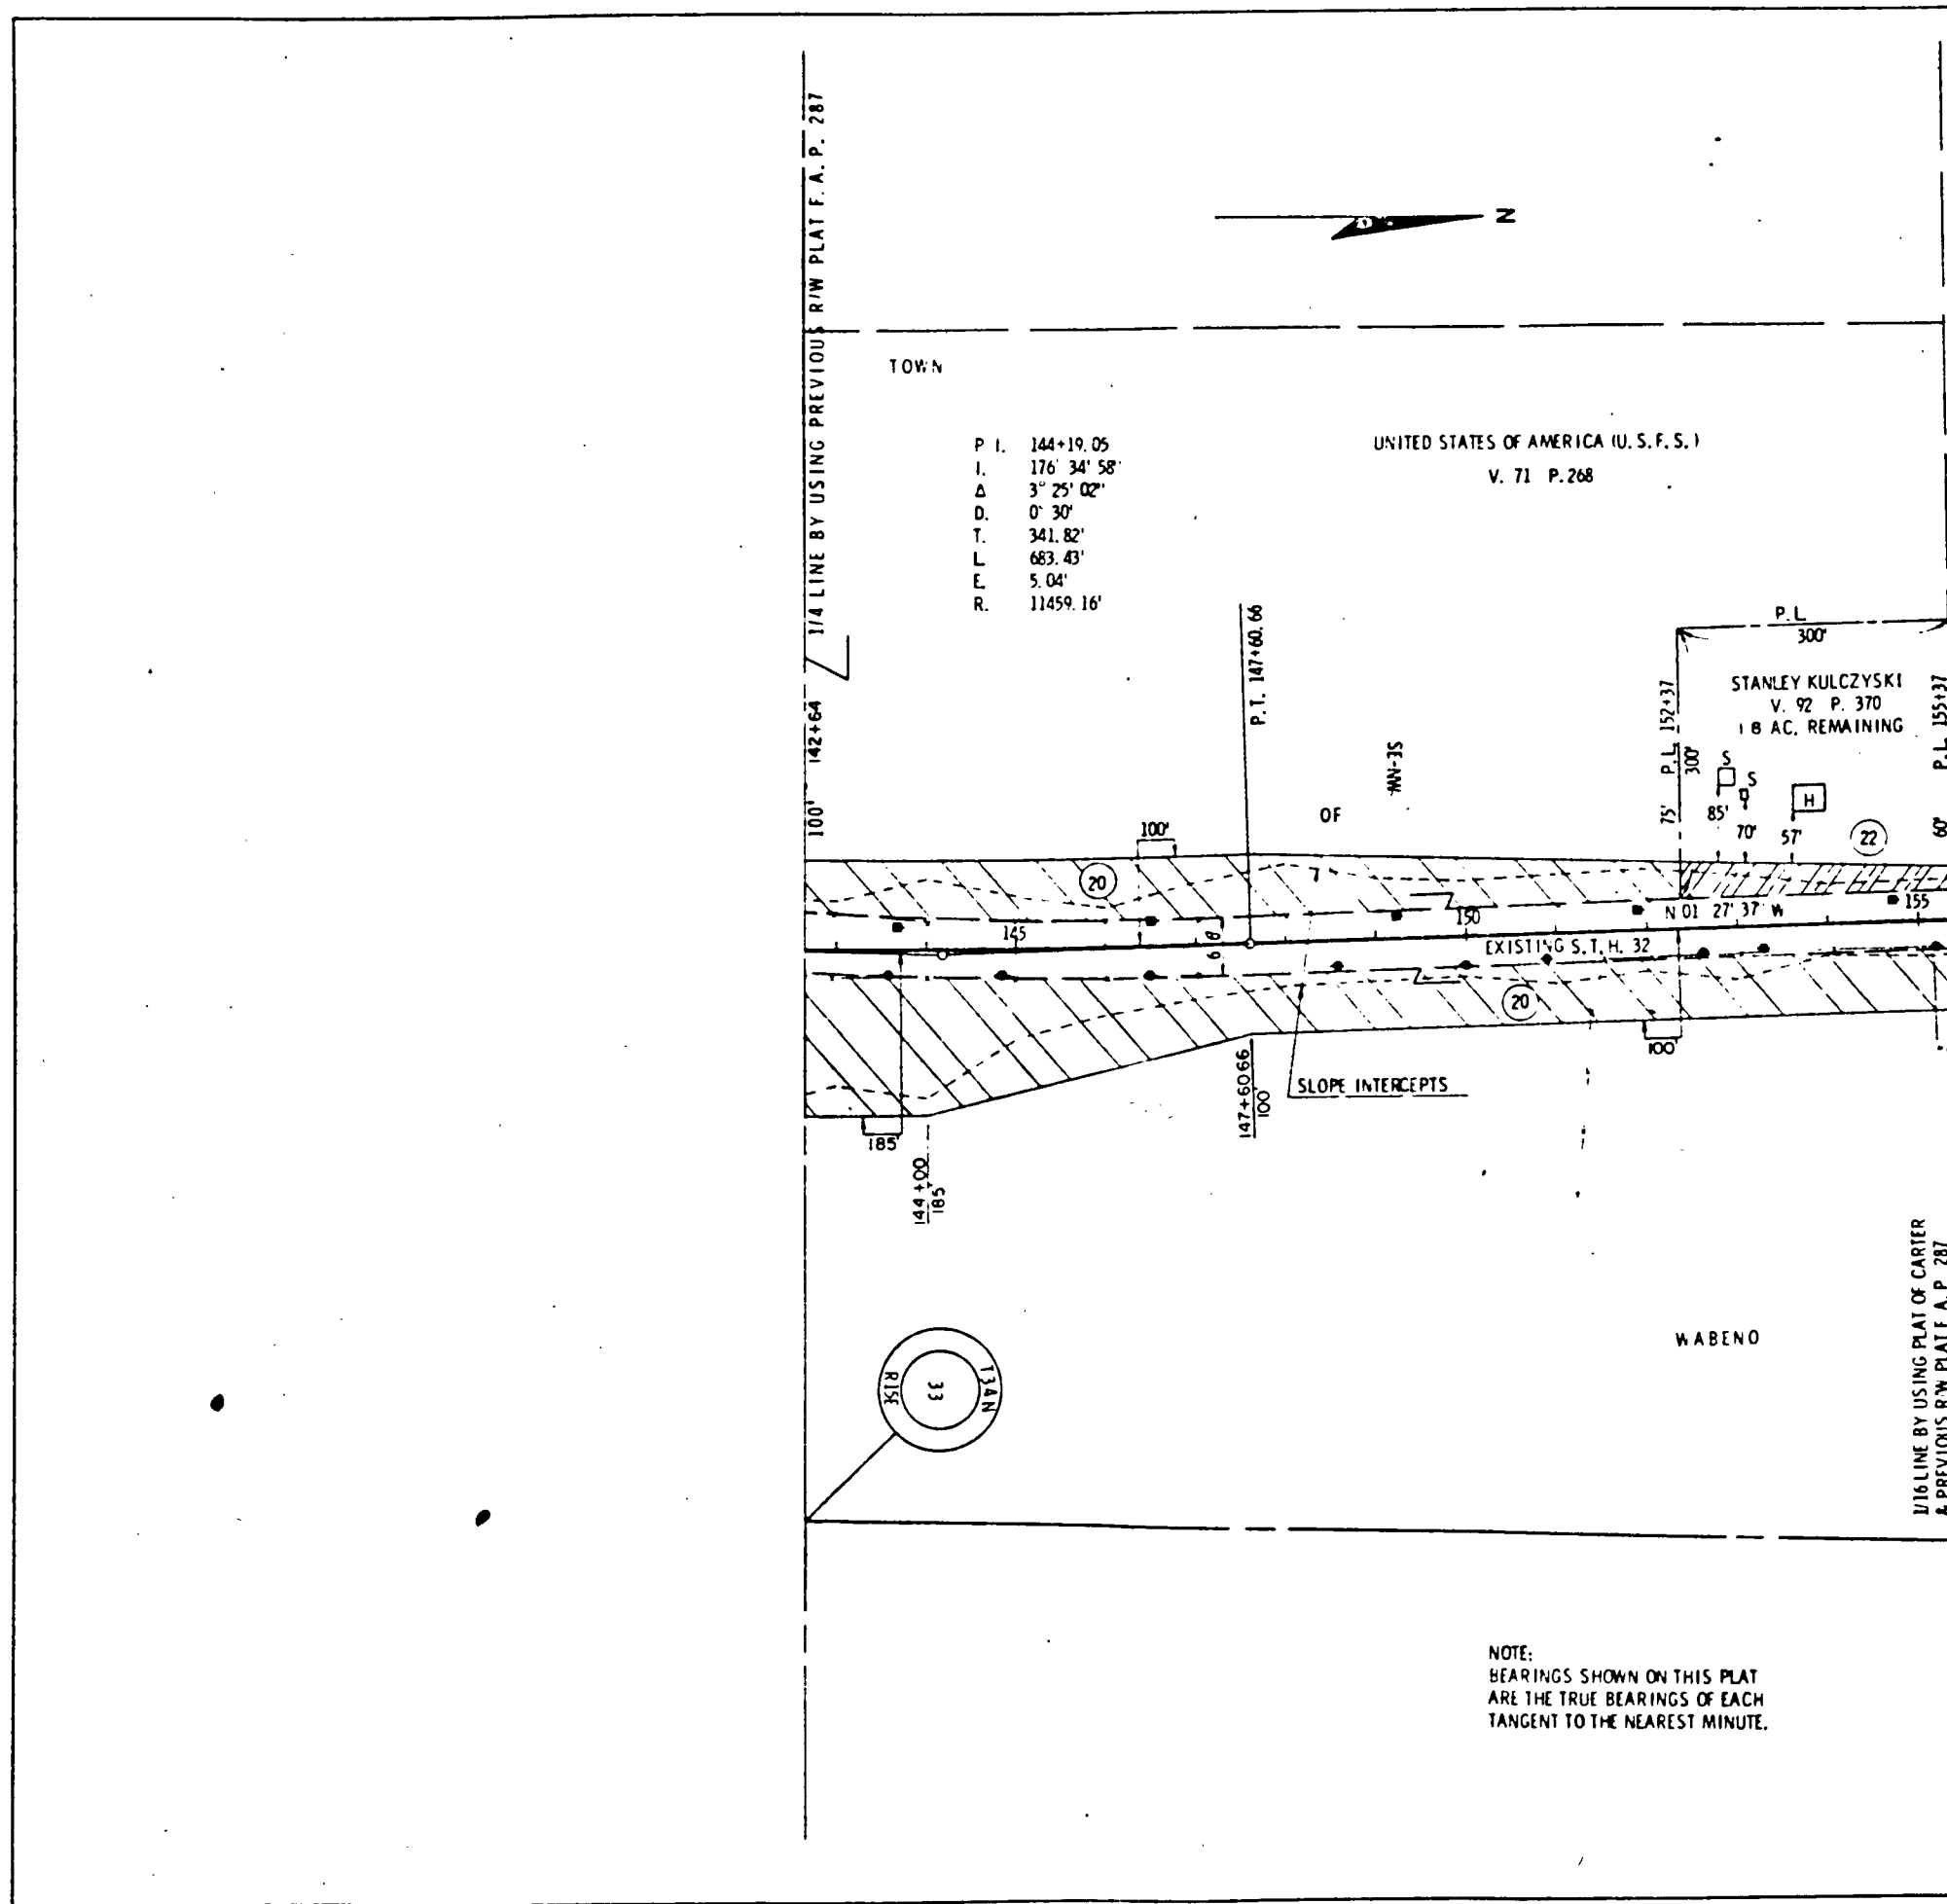 1/4 LINE BY USING PREVIOUS R/W PLAT F. A. P. 287
142+64
100'
N
TOWN
P I. 144+19.05
I. 176° 34' 58"
Δ 3° 25' 02"
D. 0° 30'
T. 341.82'
L 683.43'
E. 5.04'
R. 11459.16'
UNITED STATES OF AMERICA (U.S.F.S.)
V. 71 P. 268
P.T. 147+60.66
SE-NW
OF
P.L.
300'
STANLEY KULCZYSKI
V. 92 P. 370
1 8 AC. REMAINING
P.L. 152+37
300'
75'
P.L. 155+37
60'
S
S
H
85'
70'
57'
22
100'
20
145
150
155
N 01 27' 37" W
EXISTING S.T.H. 32
20
100'
SLOPE INTERCEPTS
147+6066
100
185'
144+00
185'
T34N
33
R15E
WABENO
1/16 LINE BY USING PLAT OF CARTER
& PREVIOUS R/W PLAT F. A. P. 287
NOTE:
BEARINGS SHOWN ON THIS PLAT
ARE THE TRUE BEARINGS OF EACH
TANGENT TO THE NEAREST MINUTE.